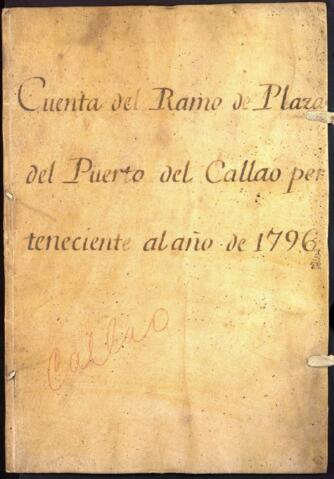 Cuenta del Ramo de Plaza
del Puerto del Callao per
teneciente al año de 1796
Callao